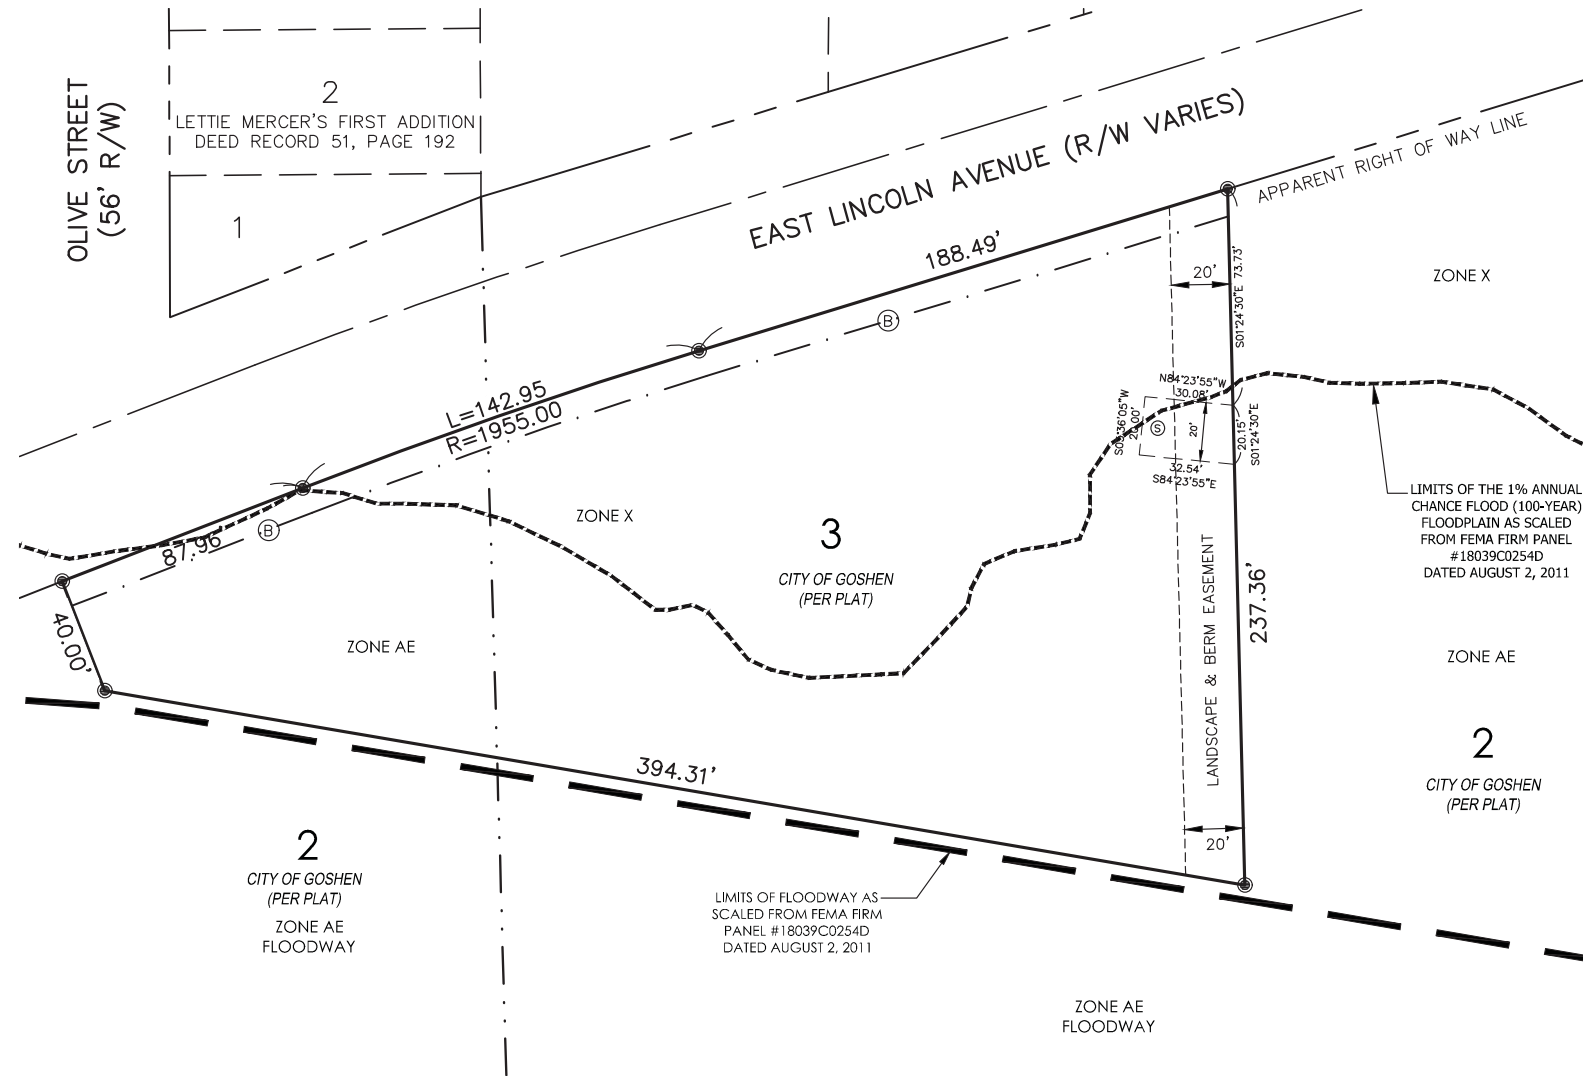 OLIVE STREET
(56' R/W)
2
LETTIE MERCER'S FIRST ADDITION
DEED RECORD 51, PAGE 192
1
EAST LINCOLN AVENUE (R/W VARIES)
APPARENT RIGHT OF WAY LINE
188.49'
B
L=142.95
R=1955.00
20'
S01°24'30"E 73.73'
ZONE X
N84°23'55"W
30.08'
S05°36'05"W
20.00'
S
20'
20.15'
S01°24'30"E
32.54'
S84°23'55"E
LIMITS OF THE 1% ANNUAL
CHANCE FLOOD (100-YEAR)
FLOODPLAIN AS SCALED
FROM FEMA FIRM PANEL
#18039C0254D
DATED AUGUST 2, 2011
ZONE X
3
CITY OF GOSHEN
(PER PLAT)
B
87.96
40.00'
ZONE AE
LANDSCAPE & BERM EASEMENT
237.36'
ZONE AE
2
CITY OF GOSHEN
(PER PLAT)
394.31'
20'
2
CITY OF GOSHEN
(PER PLAT)
ZONE AE
FLOODWAY
LIMITS OF FLOODWAY AS
SCALED FROM FEMA FIRM
PANEL #18039C0254D
DATED AUGUST 2, 2011
ZONE AE
FLOODWAY